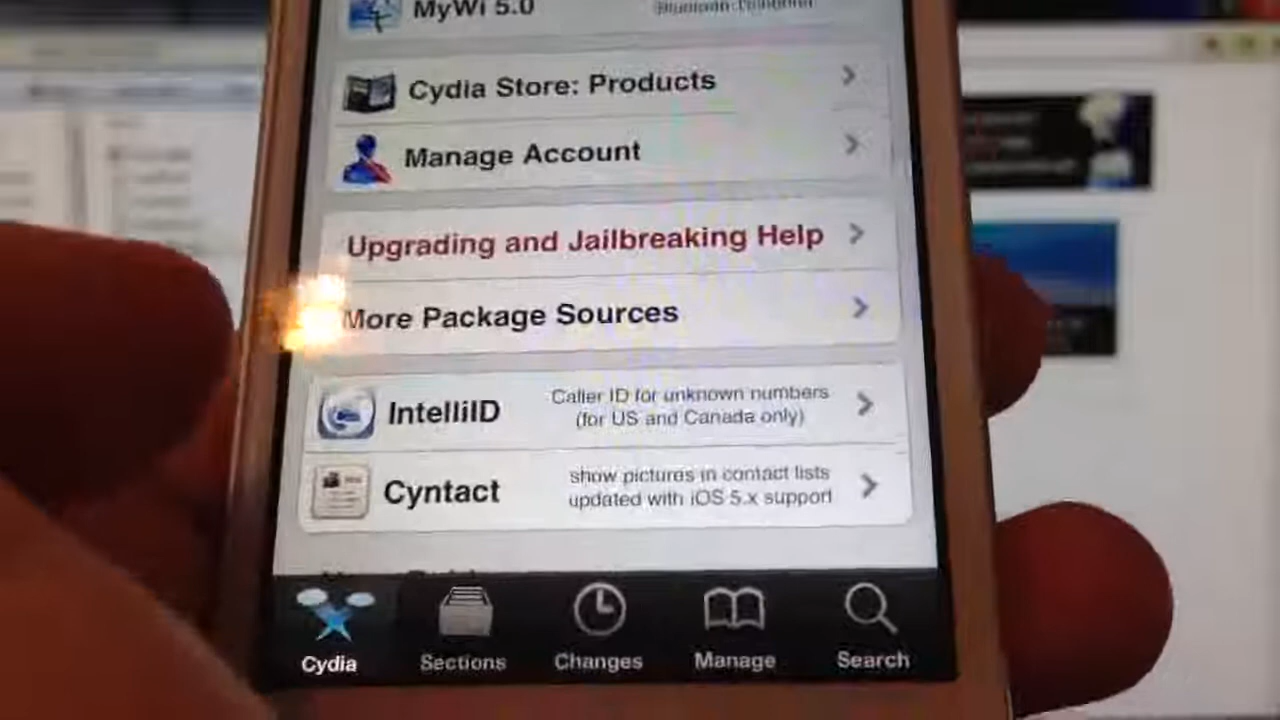 MyWi 5.0
Cydia Store: Products
Manage Account
Upgrading and Jailbreaking Help
More Package Sources
IntelliID
Caller ID for unknown numbers
(for US and Canada only)
Cyntact
show pictures in contact lists
updated with iOS 5.x support
Cydia
Sections
Changes
Manage
Search